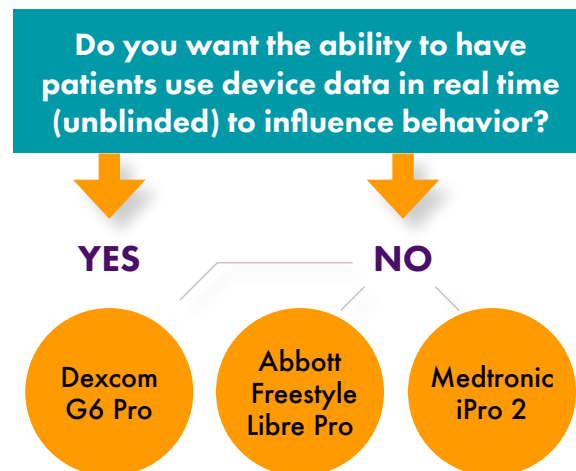 Do you want the ability to have
patients use device data in real time
(unblinded) to influence behavior?
YES
NO
Dexcom
G6 Pro
Abbott
Freestyle
Libre Pro
Medtronic
iPro 2